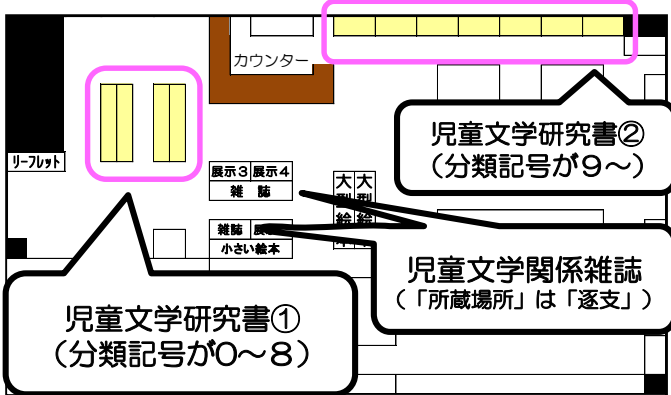 カウンター
児童文学研究書②
（分類記号が9～）
リーフレット
展示３ 展示４
雑 誌
大型絵
大型絵
雑誌 展
小さい絵本
児童文学関係雑誌
（「所蔵場所」は「逐支」）
児童文学研究書①
（分類記号が0～８）